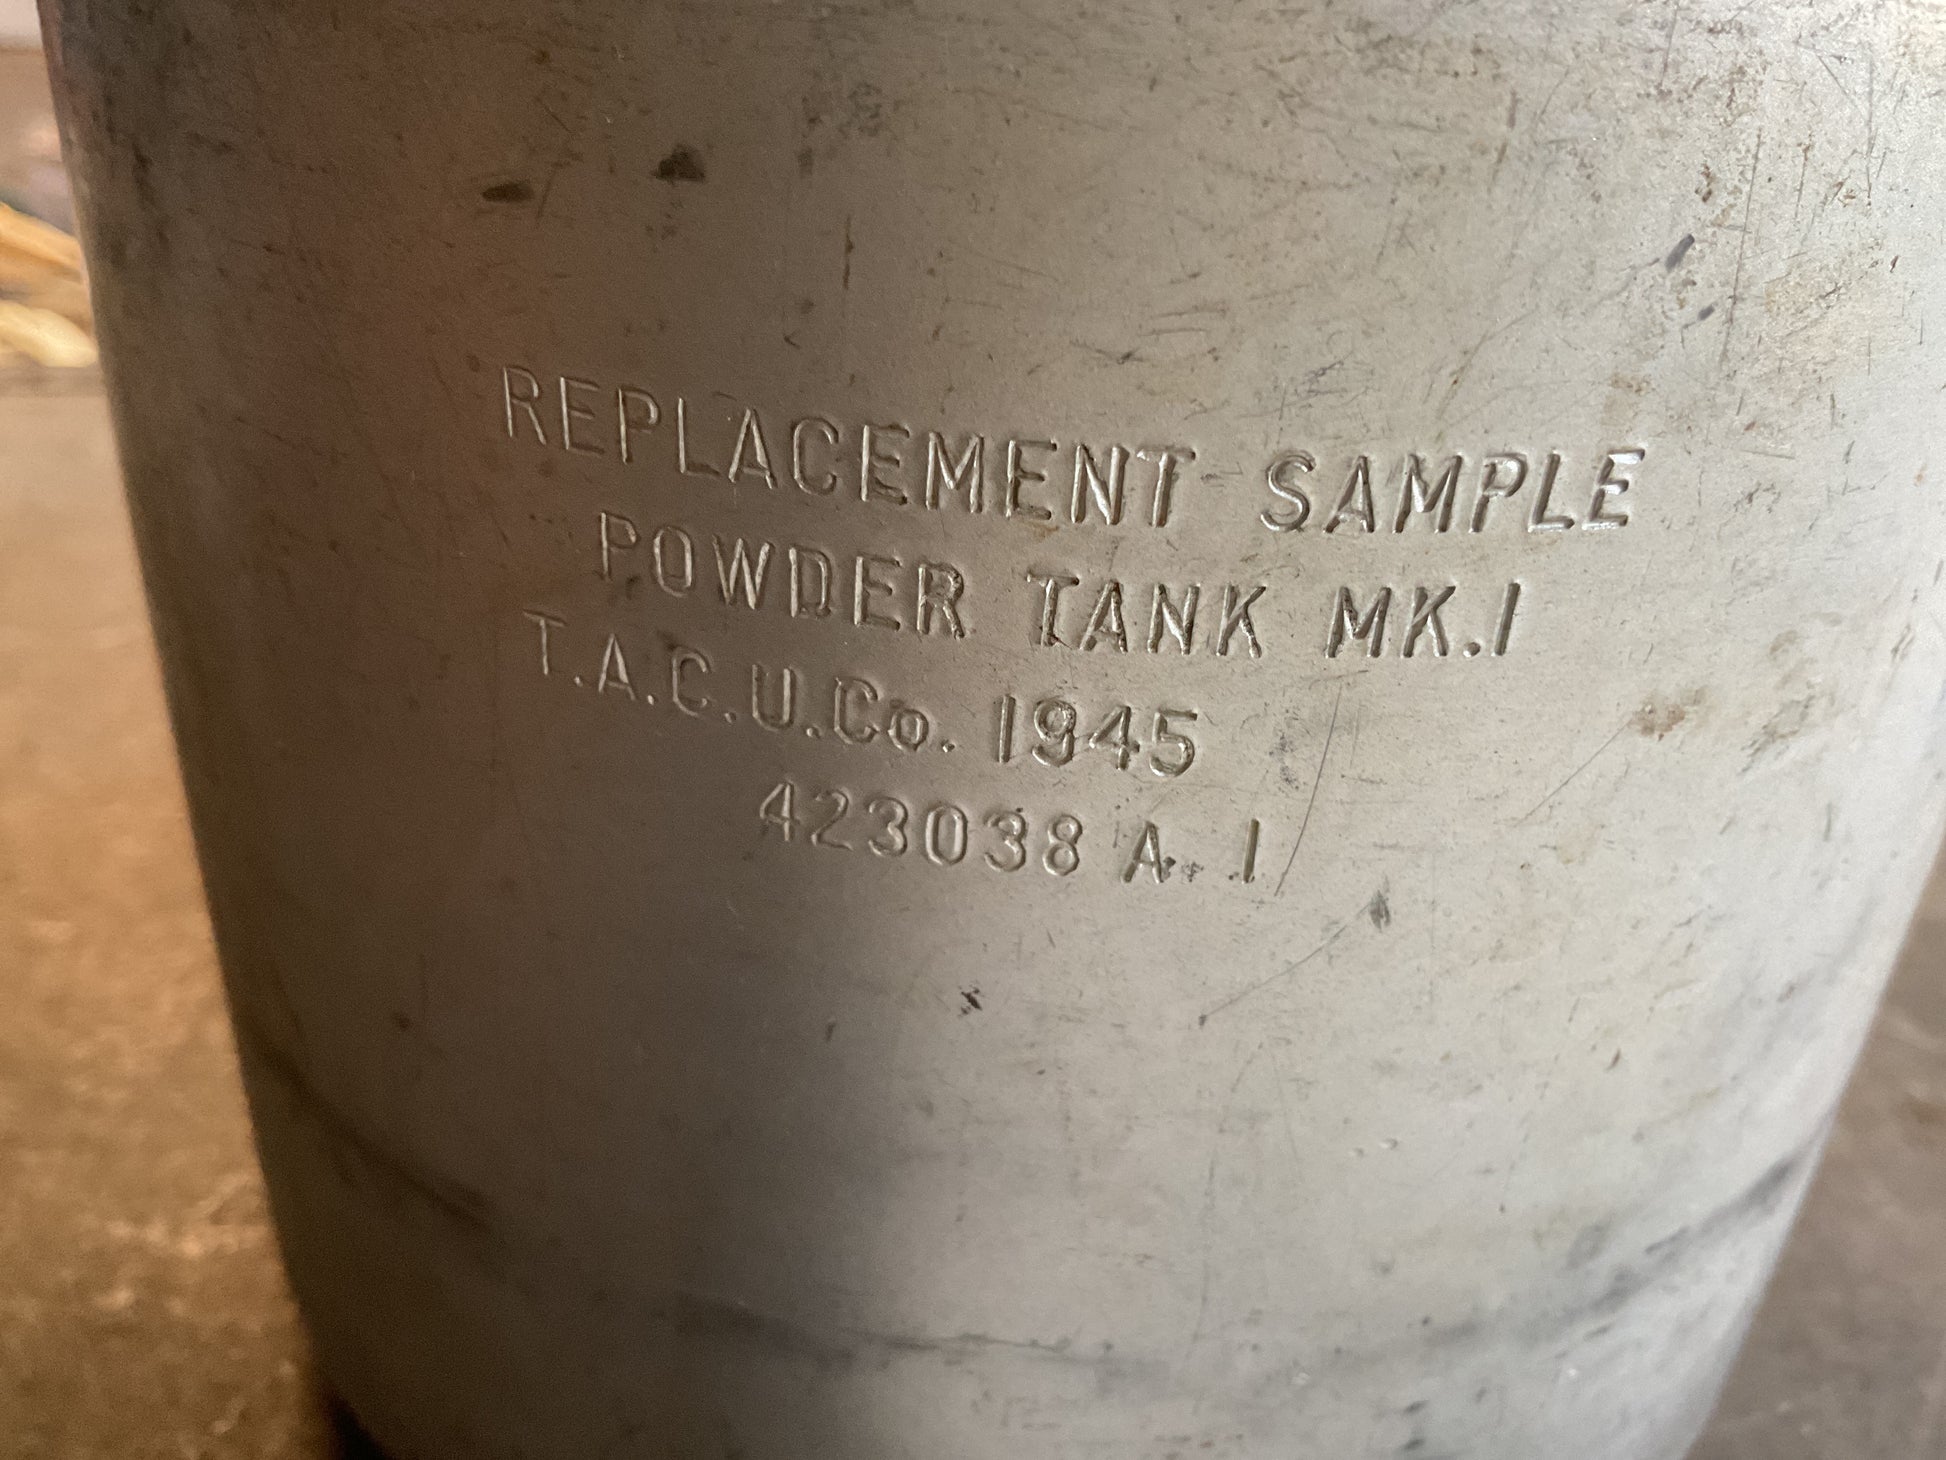 REPLACEMENT SAMPLE
POWDER TANK MK.I
T.A.C.U.Co. 1945
423038 A. I